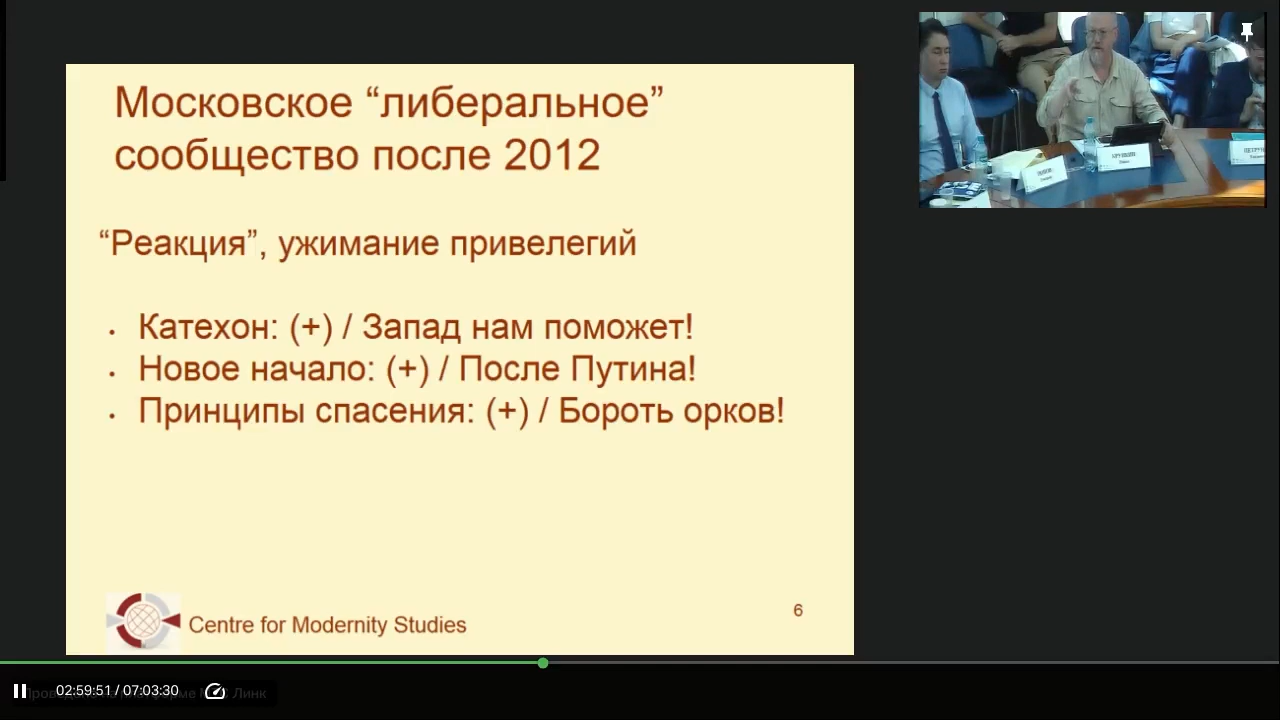 Московское “либеральное”
сообщество после 2012
“Реакция”, ужимание привелегий
• Катехон: (+) / Запад нам поможет!
• Новое начало: (+) / После Путина!
• Принципы спасения: (+) / Бороть орков!
Centre for Modernity Studies
6
02:59:51 / 07:03:30
Линк